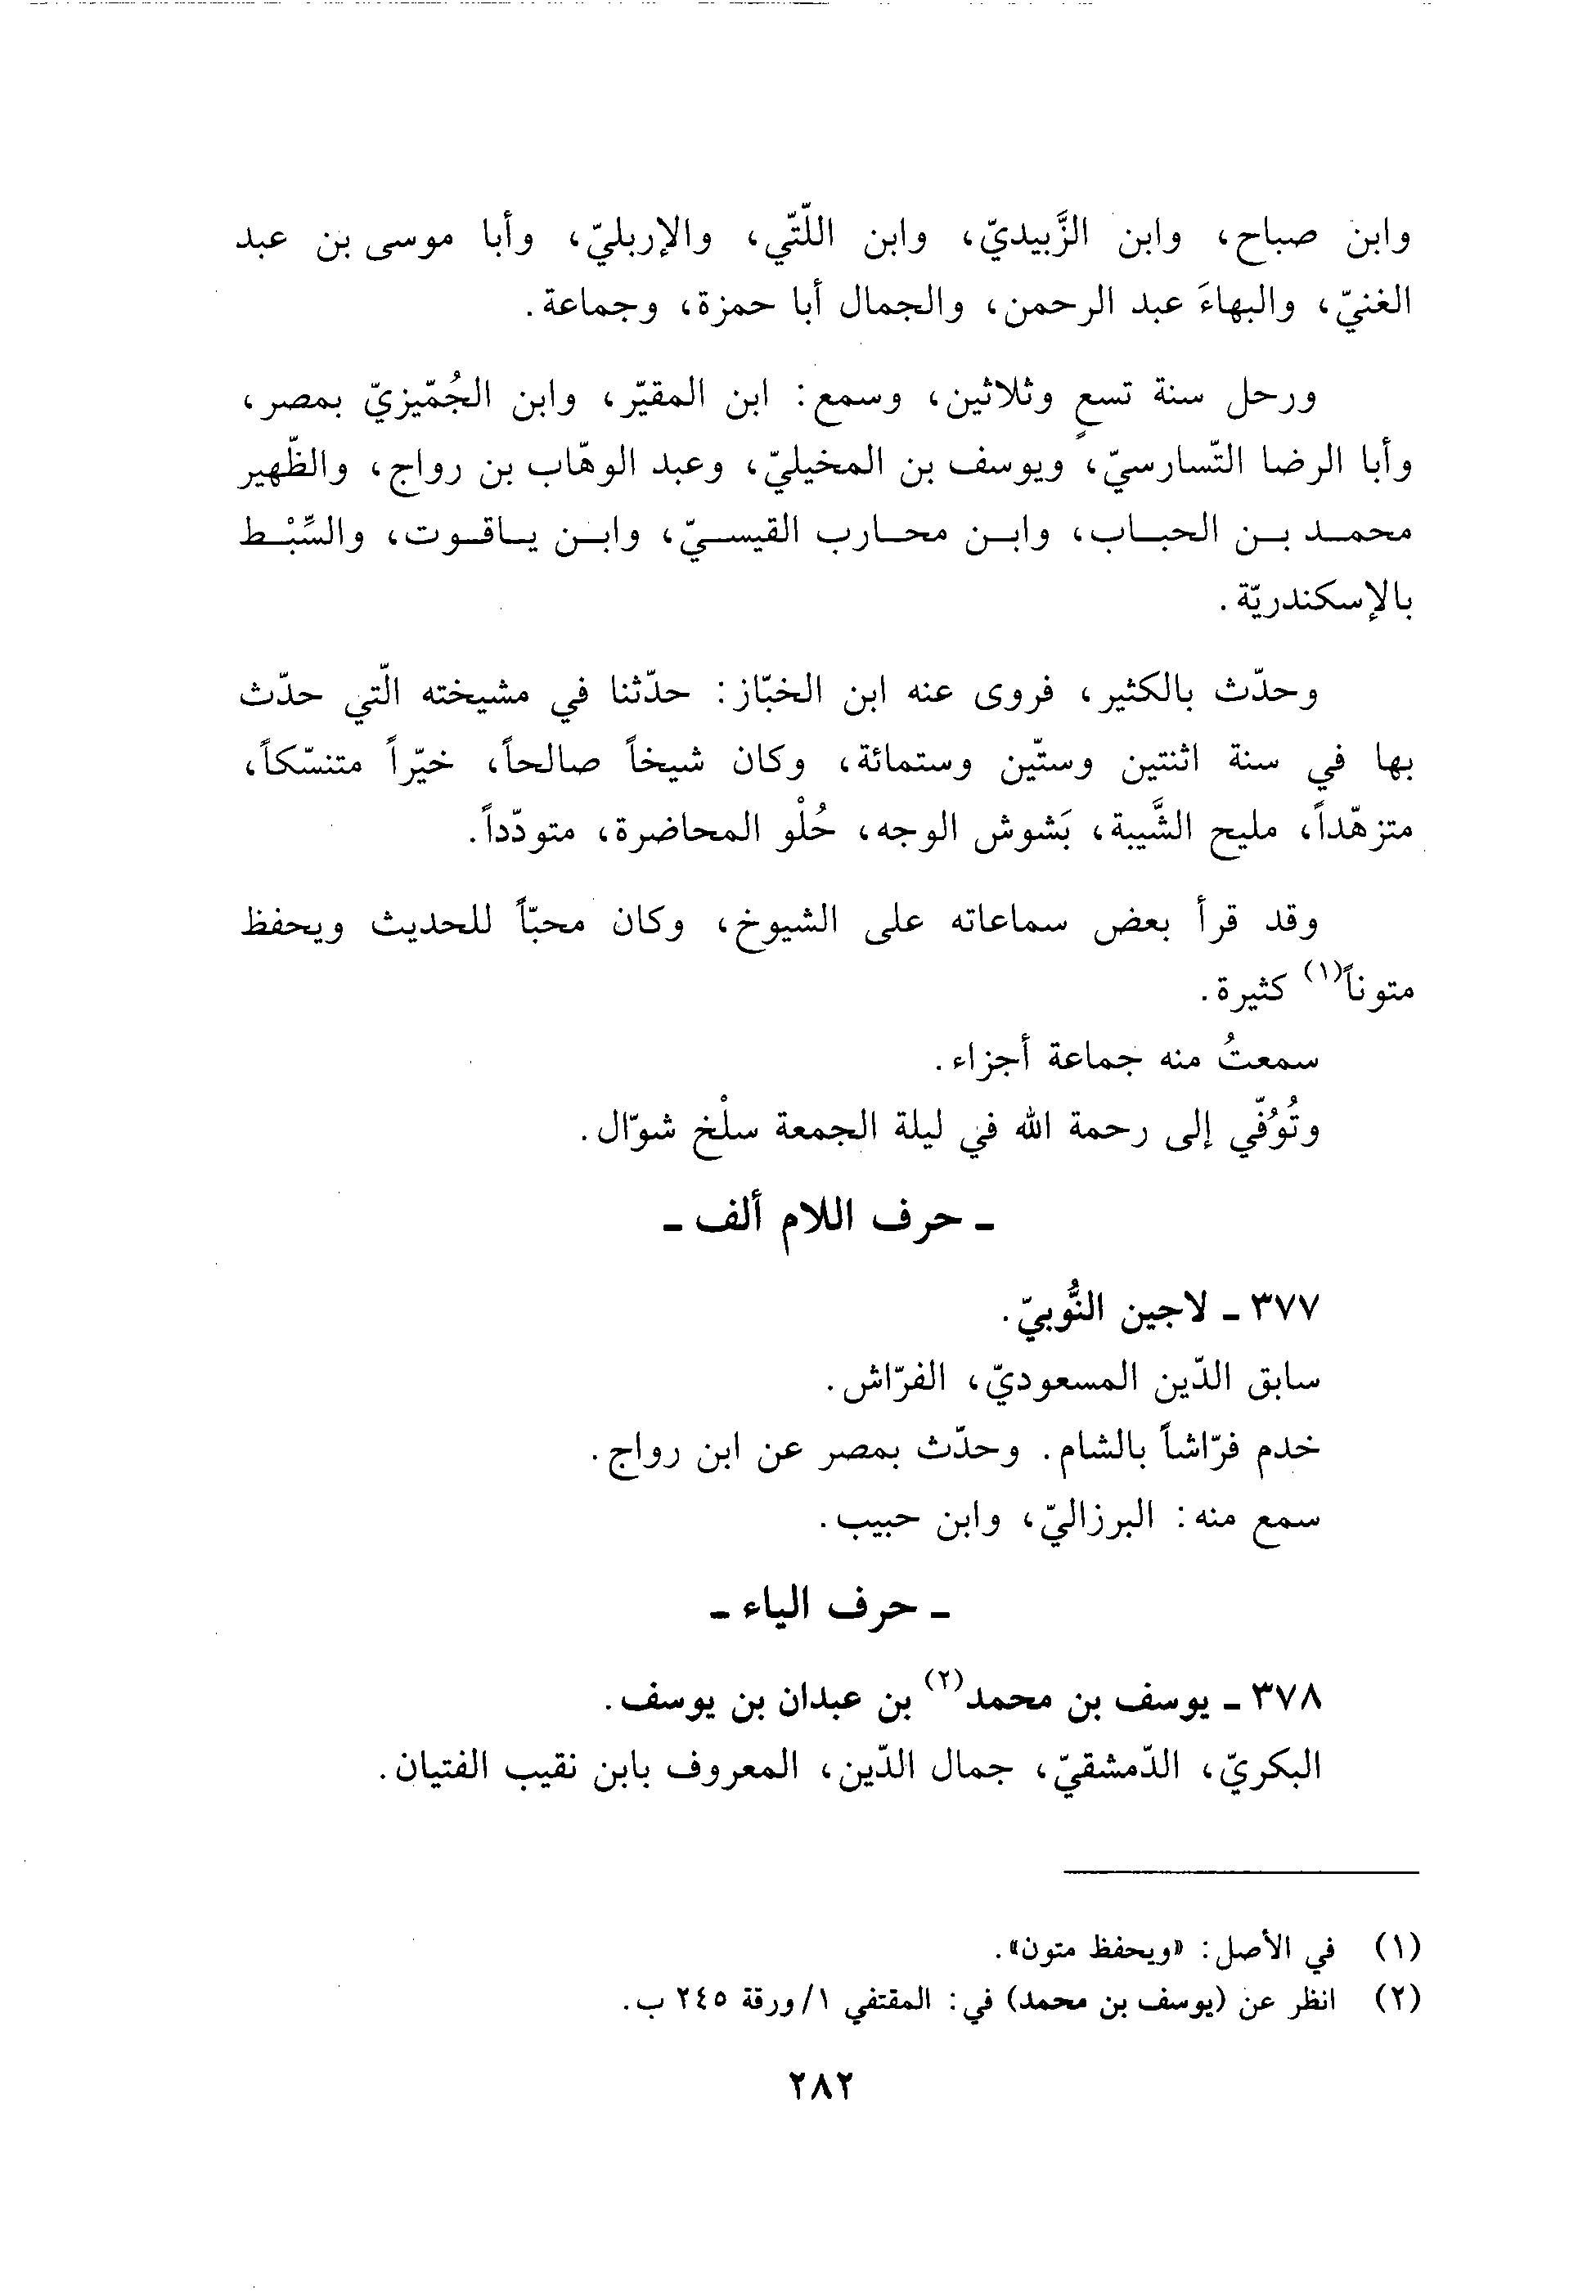 وابن صباح، وابن الزَّبيديّ، وابن اللّتّي، والإربليّ، وأبا موسى بن عبد
الغنيّ، والبهاءَ عبد الرحمن، والجمال أبا حمزة، وجماعة.
ورحل سنة تسعٍ وثلاثين، وسمع: ابن المقيّر، وابن الجُمّيزيّ بمصر،
وأبا الرضا التّسارسيّ، ويوسف بن المخيليّ، وعبد الوهّاب بن رواج، والظّهير
محمد بن الحباب، وابن محارب القيسيّ، وابن ياقوت، والسِّبْط
بالإسكندريّة.
وحدّث بالكثير، فروى عنه ابن الخبّاز: حدّثنا في مشيخته الّتي حدّث
بها في سنة اثنتين وستّين وستمائة، وكان شيخاً صالحاً، خيّراً متنسّكاً،
متزهّداً، مليح الشَّيبة، بَشوش الوجه، حُلْو المحاضرة، متودّداً.
وقد قرأ بعض سماعاته على الشيوخ، وكان محبّاً للحديث ويحفظ
متوناً(١) كثيرة.
سمعتُ منه جماعة أجزاء.
وتُوُفّي إلى رحمة الله في ليلة الجمعة سلْخ شوّال.
ـ حرف اللام ألف ـ
٣٧٧ ـ لاجين النُّوبيّ.
سابق الدّين المسعوديّ، الفرّاش.
خدم فرّاشاً بالشام. وحدّث بمصر عن ابن رواج.
سمع منه: البرزاليّ، وابن حبيب.
ـ حرف الياء ـ
٣٧٨ ـ يوسف بن محمد(٢) بن عبدان بن يوسف.
البكريّ، الدّمشقيّ، جمال الدّين، المعروف بابن نقيب الفتيان.
(١) في الأصل: «ويحفظ متون».
(٢) انظر عن (يوسف بن محمد) في: المقتفي ١/ ورقة ٢٤٥ ب.
٢٨٢